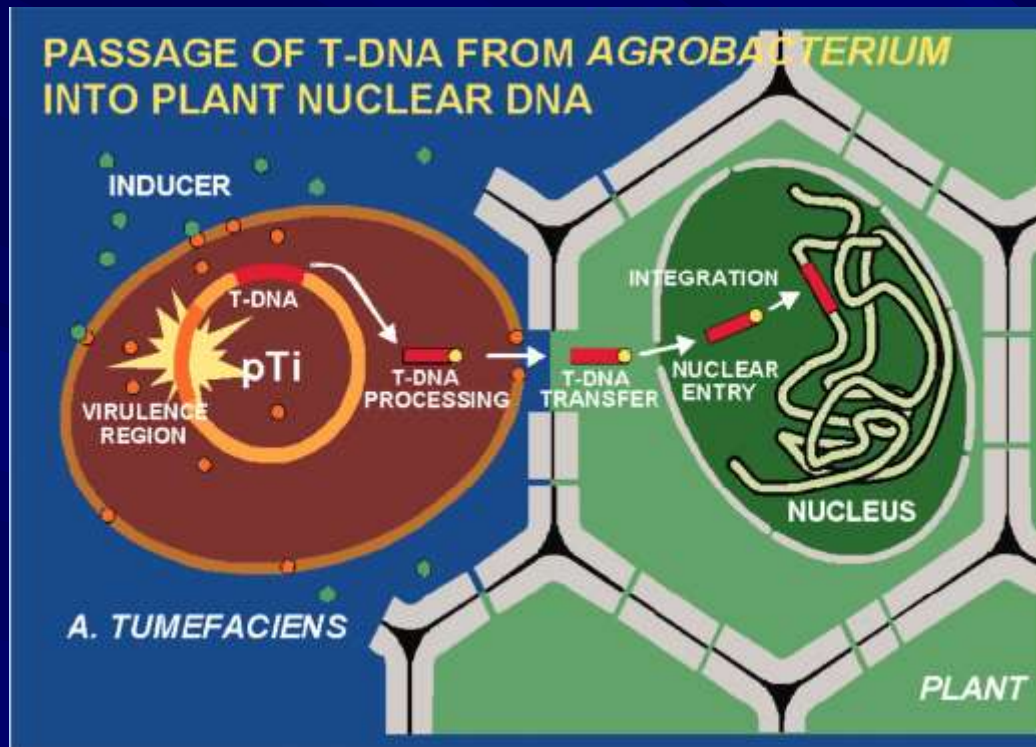 PASSAGE OF T-DNA FROM AGROBACTERIUM
INTO PLANT NUCLEAR DNA
INDUCER
T-DNA
pTi
VIRULENCE
REGION
T-DNA
PROCESSING
T-DNA
TRANSFER
NUCLEAR
ENTRY
INTEGRATION
NUCLEUS
A. TUMEFACIENS
PLANT